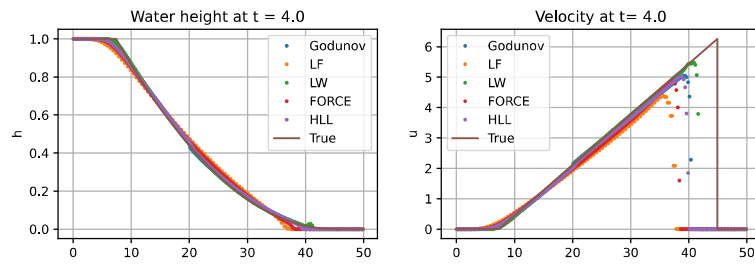 Water height at t = 4.0
h
1.0
0.8
0.6
0.4
0.2
0.0
0
10
20
30
40
50
Godunov
LF
LW
FORCE
HLL
True
Velocity at t= 4.0
u
6
5
4
3
2
1
0
0
10
20
30
40
50
Godunov
LF
LW
FORCE
HLL
True